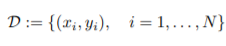 𝒟 := {(xᵢ, yᵢ), i = 1, . . . , N}